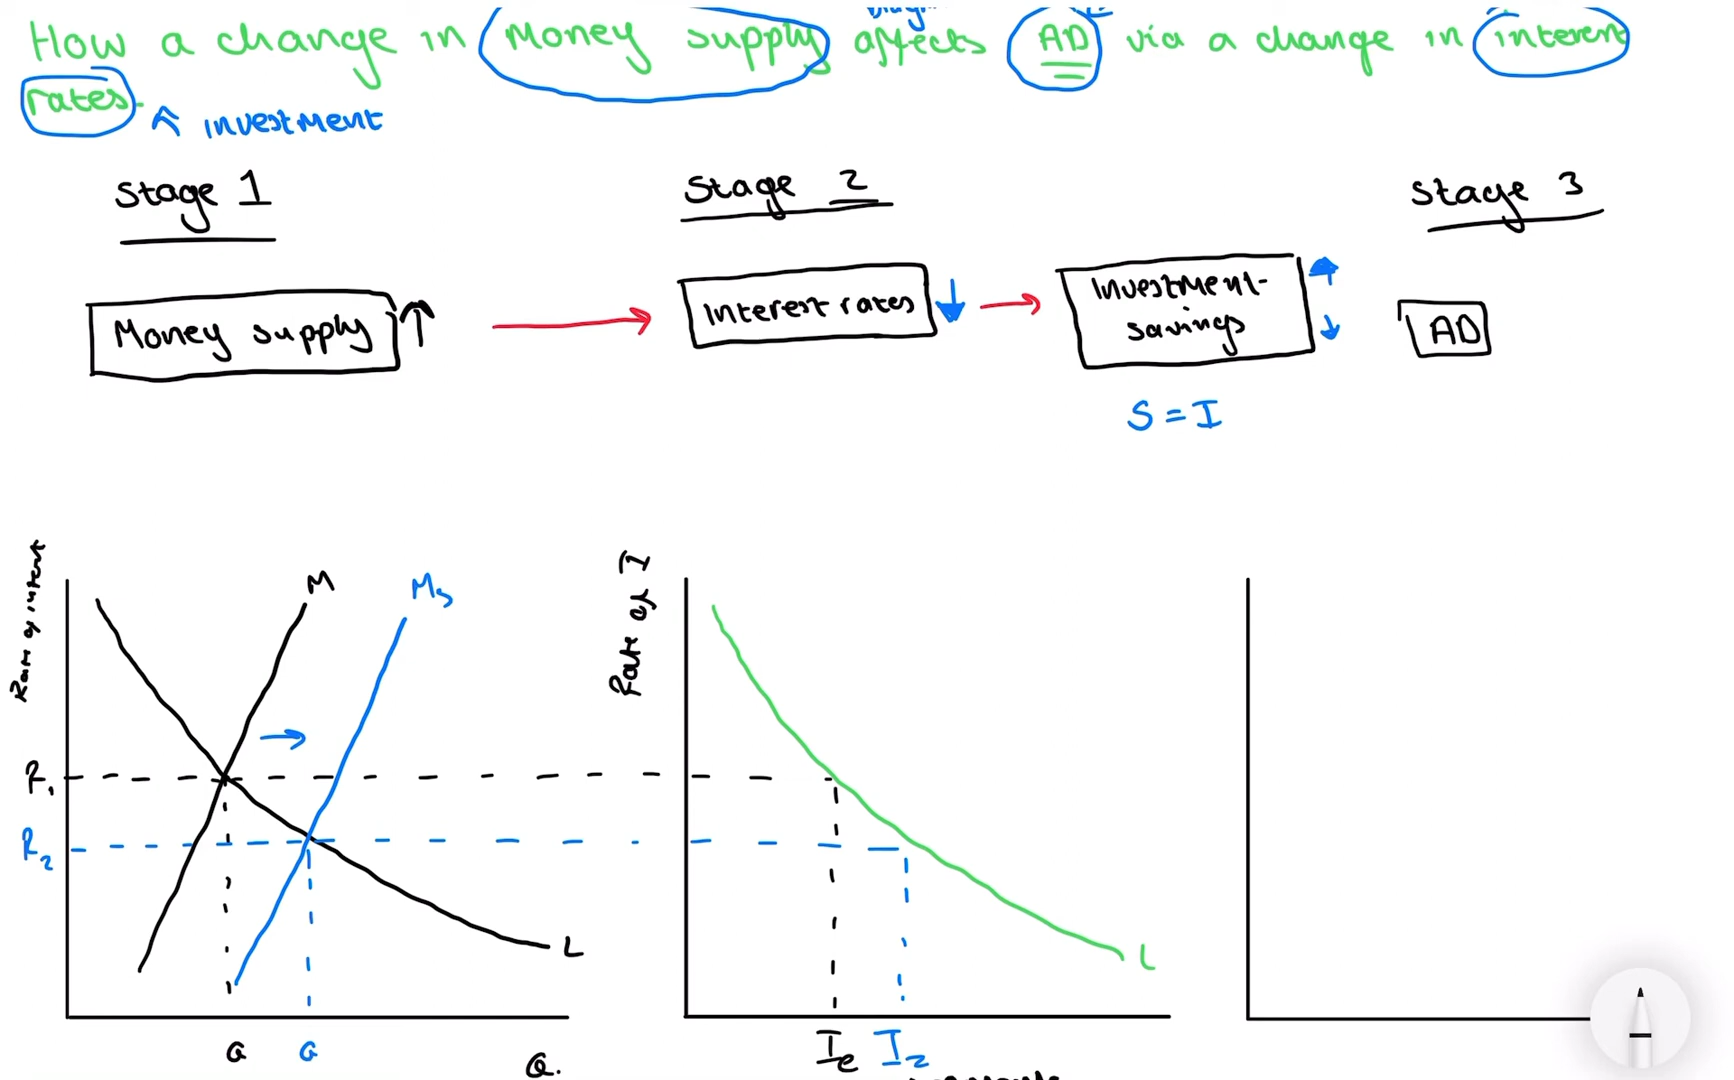 How a change in Money supply affects AD via a change in interest
rates.
^ investment
Stage 1
Stage 2
Stage 3
Money supply ↑
Interest rates ↓
Investment-
savings
AD
S = I
Rate of interest
M
Ms
R1
R2
L
Q
Q
Q.
Rate of I
L
Ie
I2